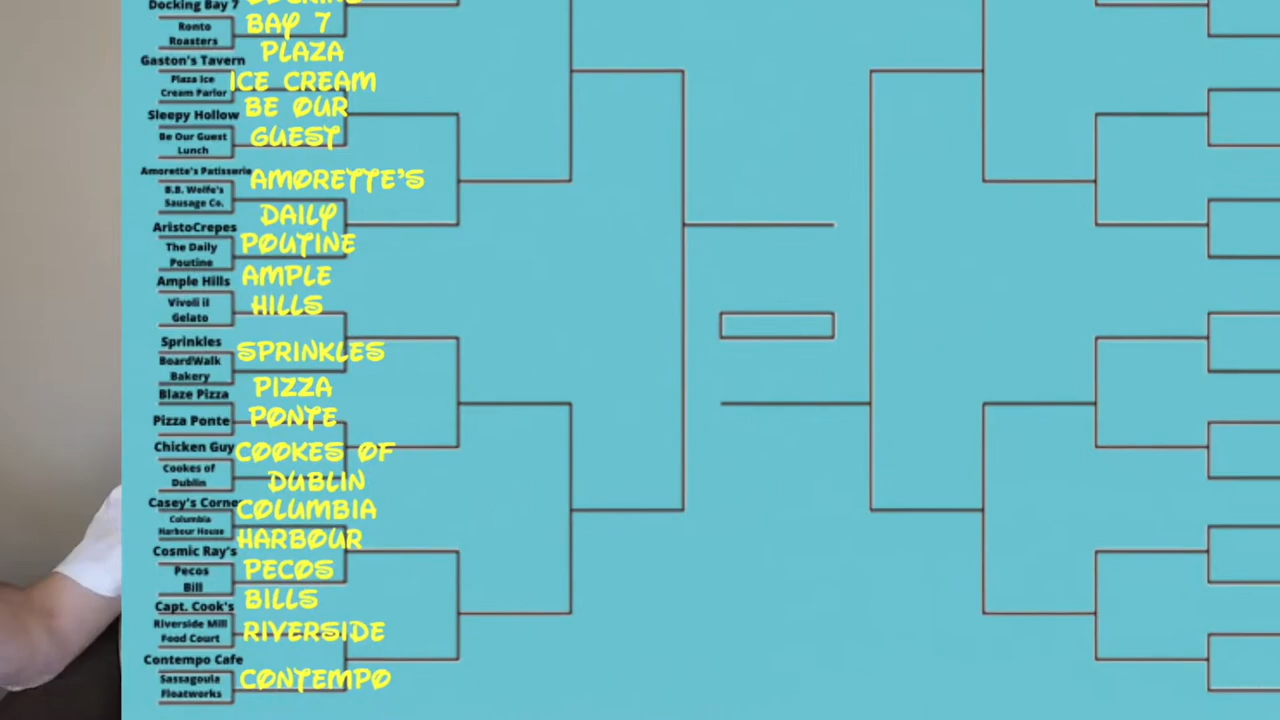 Docking Bay 7
DOCKING
BAY 7
Ronto
Roasters
Gaston's Tavern
PLAZA
ICE CREAM
Plaza Ice
Cream Parlor
Sleepy Hollow
BE OUR
GUEST
Be Our Guest
Lunch
Amorette's Patisserie
AMORETTE'S
B.B. Wolfe's
Sausage Co.
AristoCrepes
DAILY
POUTINE
The Daily
Poutine
Ample Hills
AMPLE
HILLS
Vivoli il
Gelato
Sprinkles
SPRINKLES
BoardWalk
Bakery
Blaze Pizza
PIZZA
PONTE
Pizza Ponte
Chicken Guy
COOKES OF
DUBLIN
Cookes of
Dublin
Casey's Corner
COLUMBIA
HARBOUR
Columbia
Harbour House
Cosmic Ray's
PECOS
BILLS
Pecos
Bill
Capt. Cook's
RIVERSIDE
Riverside Mill
Food Court
Contempo Cafe
CONTEMPO
Sassagoula
Floatworks